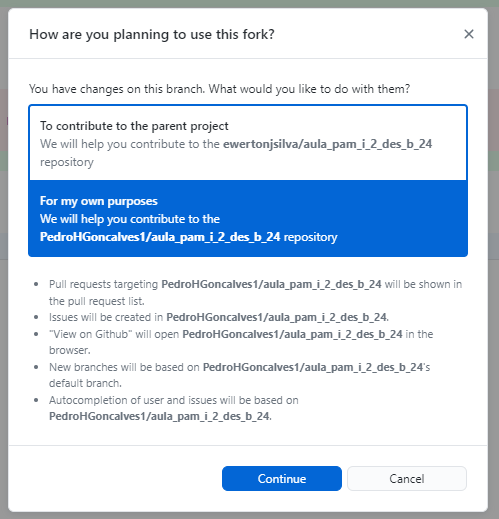 How are you planning to use this fork?
You have changes on this branch. What would you like to do with them?
To contribute to the parent project
We will help you contribute to the ewertonjsilva/aula_pam_i_2_des_b_24
repository
For my own purposes
We will help you contribute to the
PedroHGoncalves1/aula_pam_i_2_des_b_24 repository
Pull requests targeting PedroHGoncalves1/aula_pam_i_2_des_b_24 will be shown in
the pull request list.
Issues will be created in PedroHGoncalves1/aula_pam_i_2_des_b_24.
"View on Github" will open PedroHGoncalves1/aula_pam_i_2_des_b_24 in the
browser.
New branches will be based on PedroHGoncalves1/aula_pam_i_2_des_b_24's
default branch.
Autocompletion of user and issues will be based on
PedroHGoncalves1/aula_pam_i_2_des_b_24.
Continue
Cancel